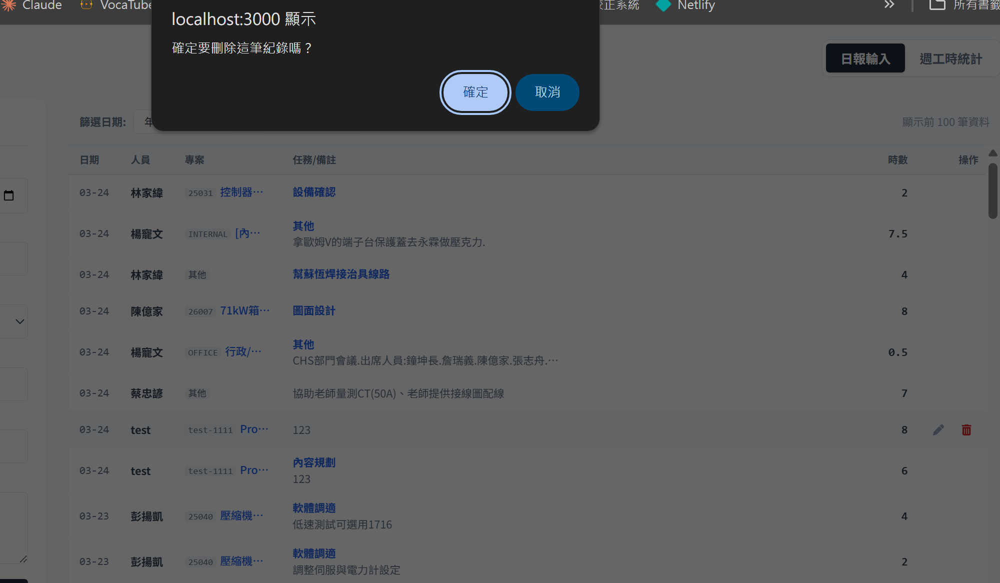 Claude
VocaTube
正系統
Netlify
所有書籤
localhost:3000 顯示
確定要刪除這筆紀錄嗎？
確定
取消
日報輸入
週工時統計
篩選日期:
年
顯示前 100 筆資料
日期 人員 專案 任務/備註 時數 操作
03-24 林家緯 25031 控制器… 設備確認 2
03-24 楊寵文 INTERNAL [內… 其他 7.5
拿歐姆V的端子台保護蓋去永霖做壓克力.
03-24 林家緯 其他 幫蘇恆焊接治具線路 4
03-24 陳億家 26007 71kW箱… 圖面設計 8
03-24 楊寵文 OFFICE 行政/… 其他 0.5
CHS部門會議.出席人員:鐘坤長.詹瑞義.陳億家.張志舟.…
03-24 蔡忠諺 其他 協助老師量測CT(50A)、老師提供接線圖配線 7
03-24 test test-1111 Pro… 123 8
03-24 test test-1111 Pro… 內容規劃 6
123
03-23 彭揚凱 25040 壓縮機… 軟體調適 4
低速測試可選用1716
03-23 彭揚凱 25040 壓縮機… 軟體調適 2
調整伺服與電力計設定